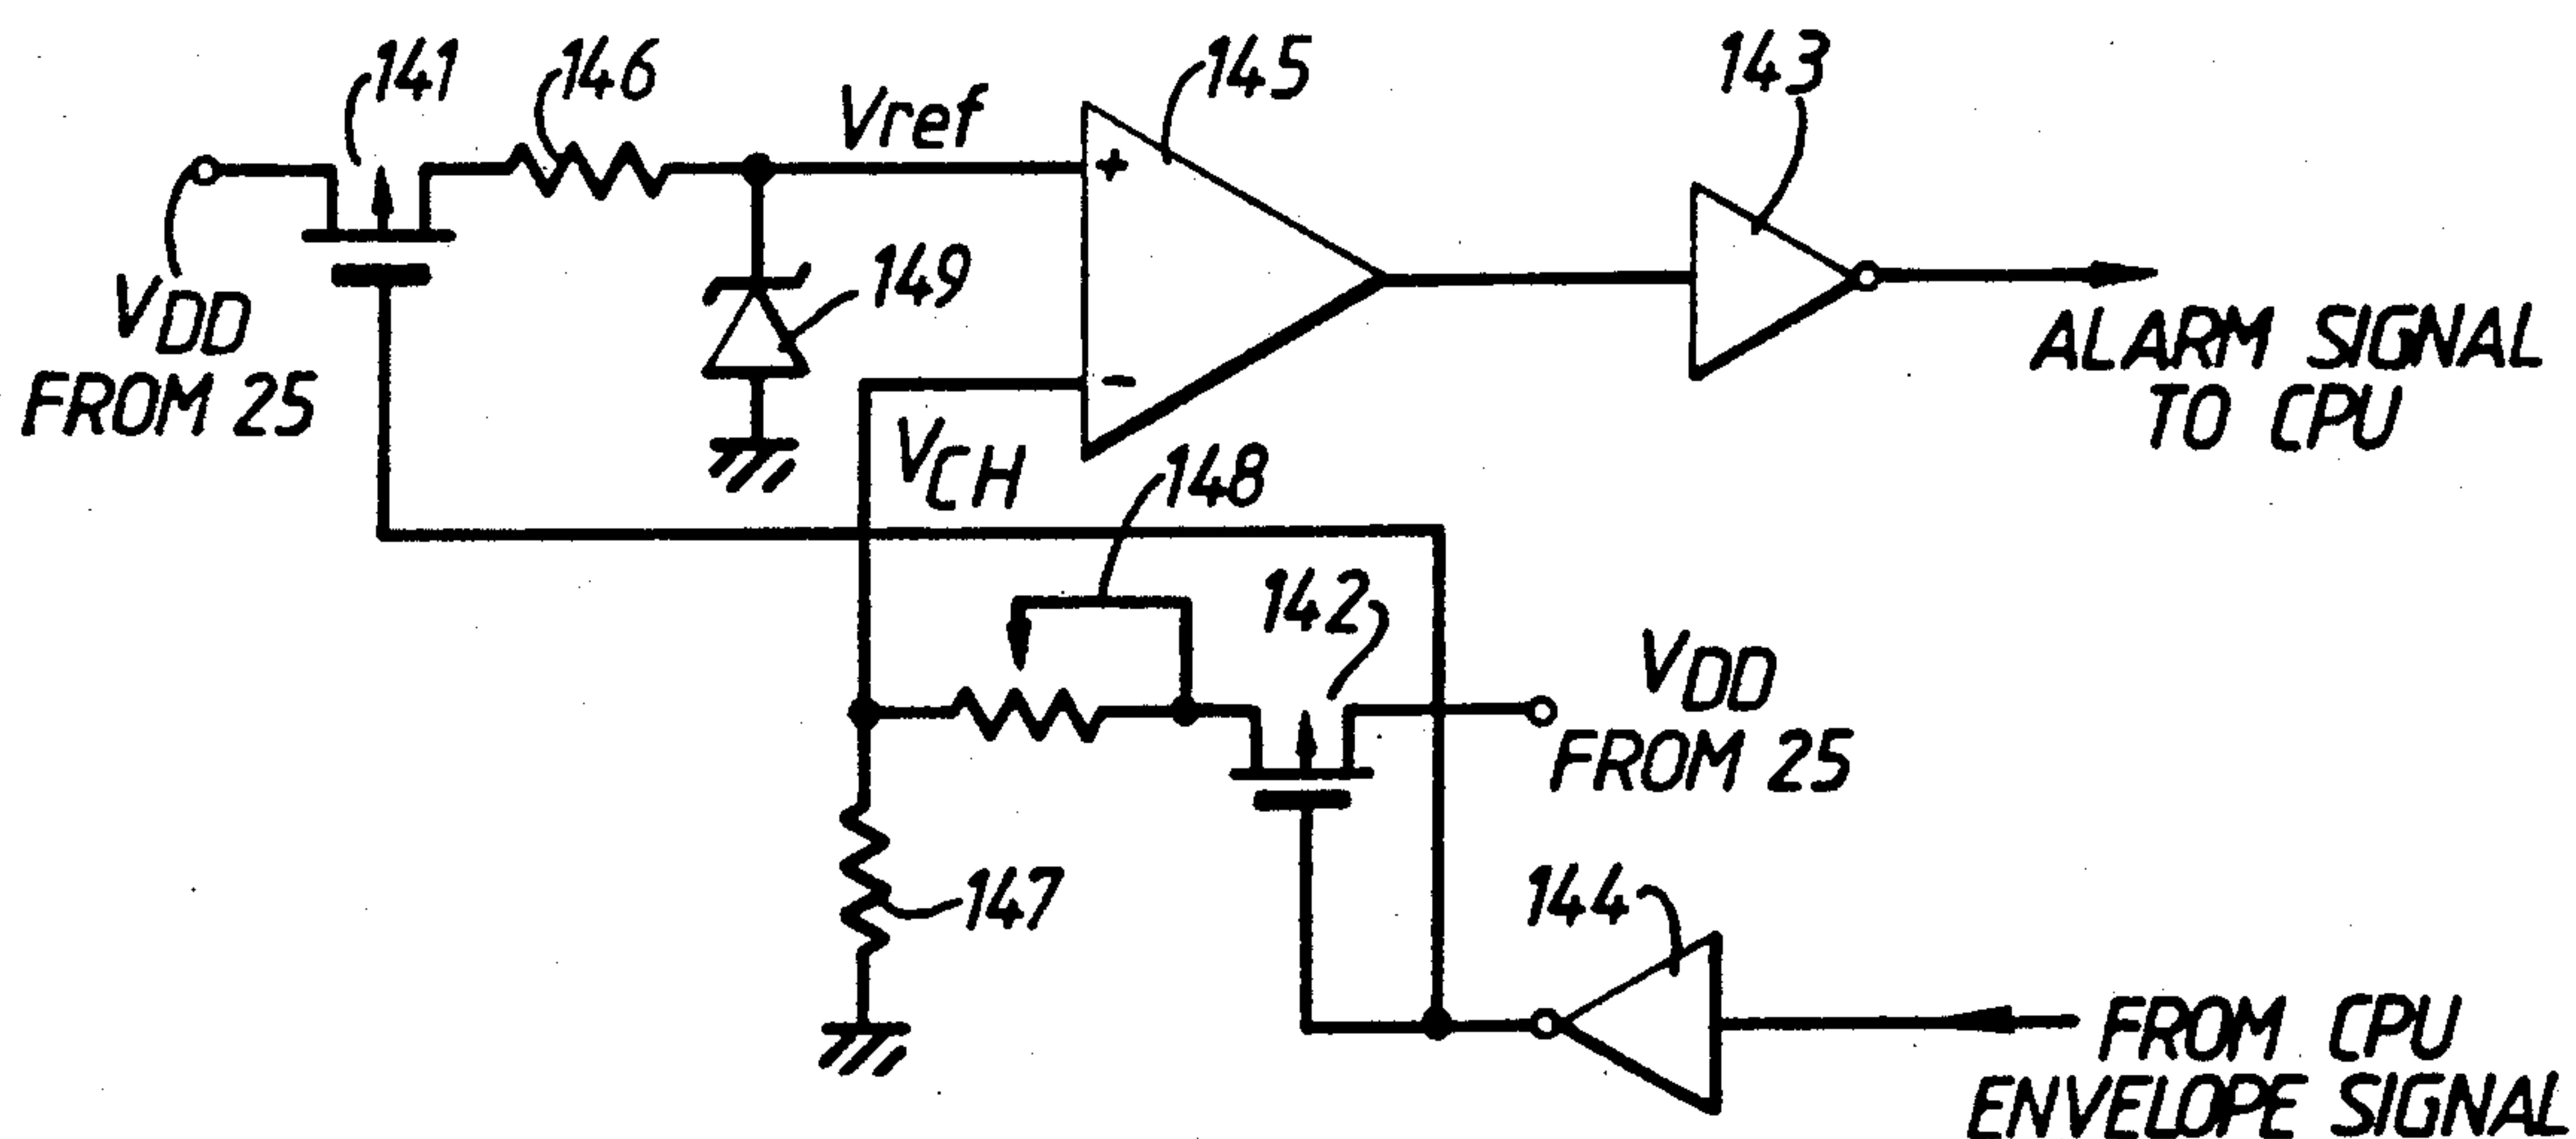 141
146
Vref
145
143
+
149
VDD
FROM 25
-
VCH
148
ALARM SIGNAL
TO CPU
142
VDD
FROM 25
147
144
FROM CPU
ENVELOPE SIGNAL